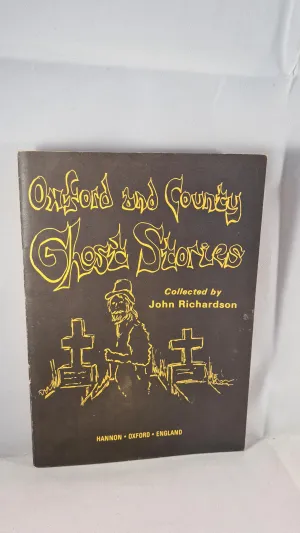 Oxford and County
Ghost Stories
Collected by
John Richardson
HANNON • OXFORD • ENGLAND